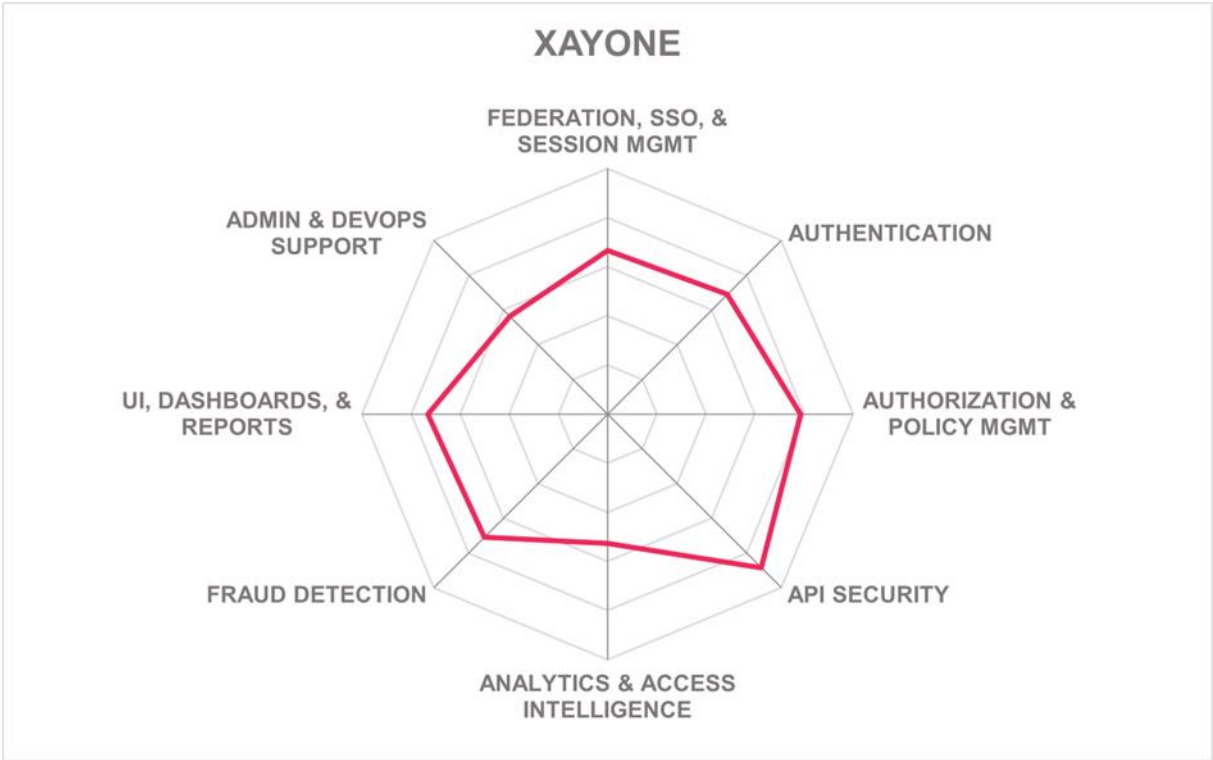 XAYONE
FEDERATION, SSO, &
SESSION MGMT
ADMIN & DEVOPS
SUPPORT
AUTHENTICATION
UI, DASHBOARDS, &
REPORTS
AUTHORIZATION &
POLICY MGMT
FRAUD DETECTION
API SECURITY
ANALYTICS & ACCESS
INTELLIGENCE